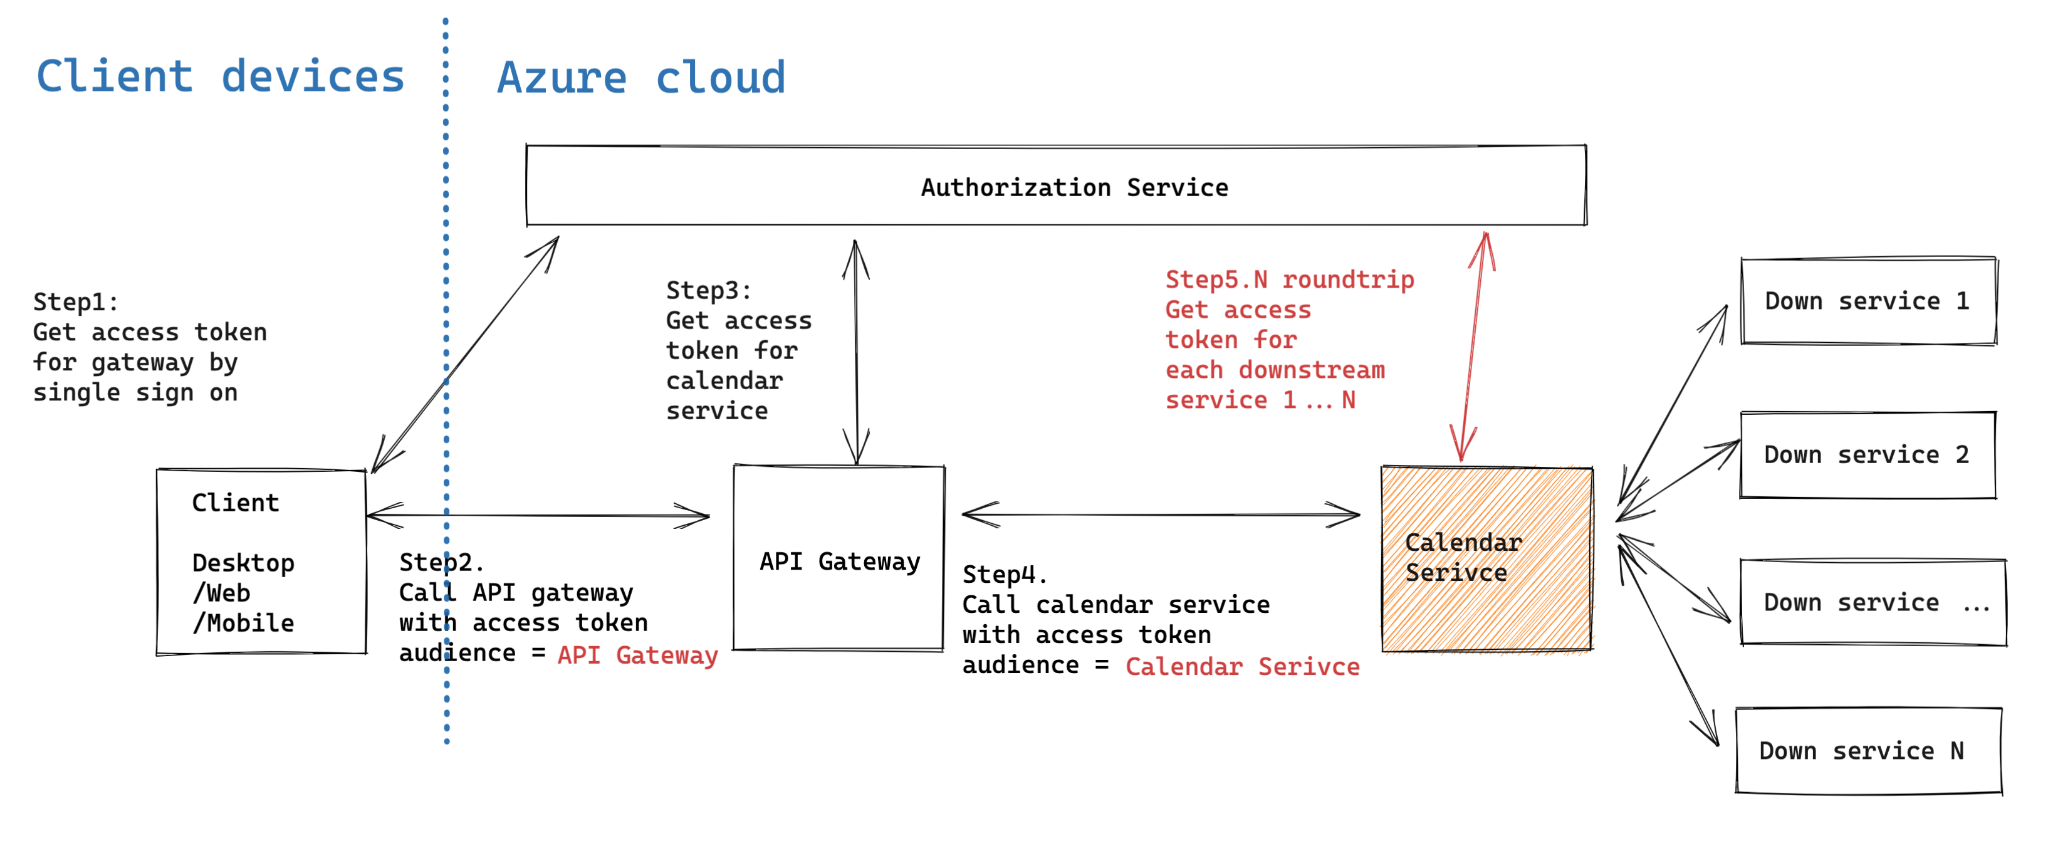 Client devices
Azure cloud
Authorization Service
Step1:
Get access token
for gateway by
single sign on
Step3:
Get access
token for
calendar
service
Step5.N roundtrip
Get access
token for
each downstream
service 1...N
Client
Desktop
/Web
/Mobile
Step2.
Call API gateway
with access token
audience = API Gateway
API Gateway
Step4.
Call calendar service
with access token
audience = Calendar Serivce
Calendar
Serivce
Down service 1
Down service 2
Down service ...
Down service N